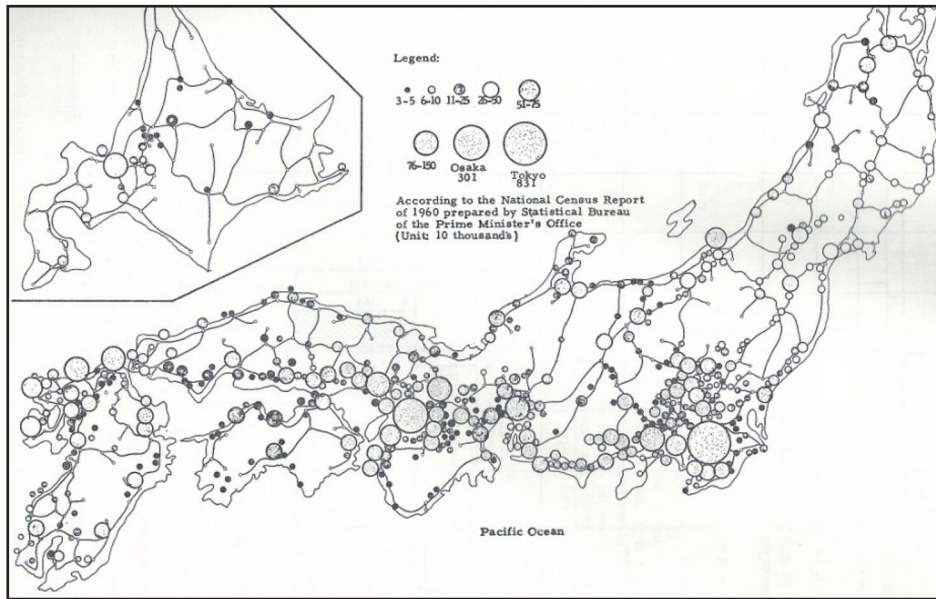 Legend:
3-5 6-10 11-25 26-50 51-75
76-150 Osaka 301 Tokyo 831
According to the National Census Report
of 1960 prepared by Statistical Bureau
of the Prime Minister's Office
(Unit: 10 thousands)
Pacific Ocean